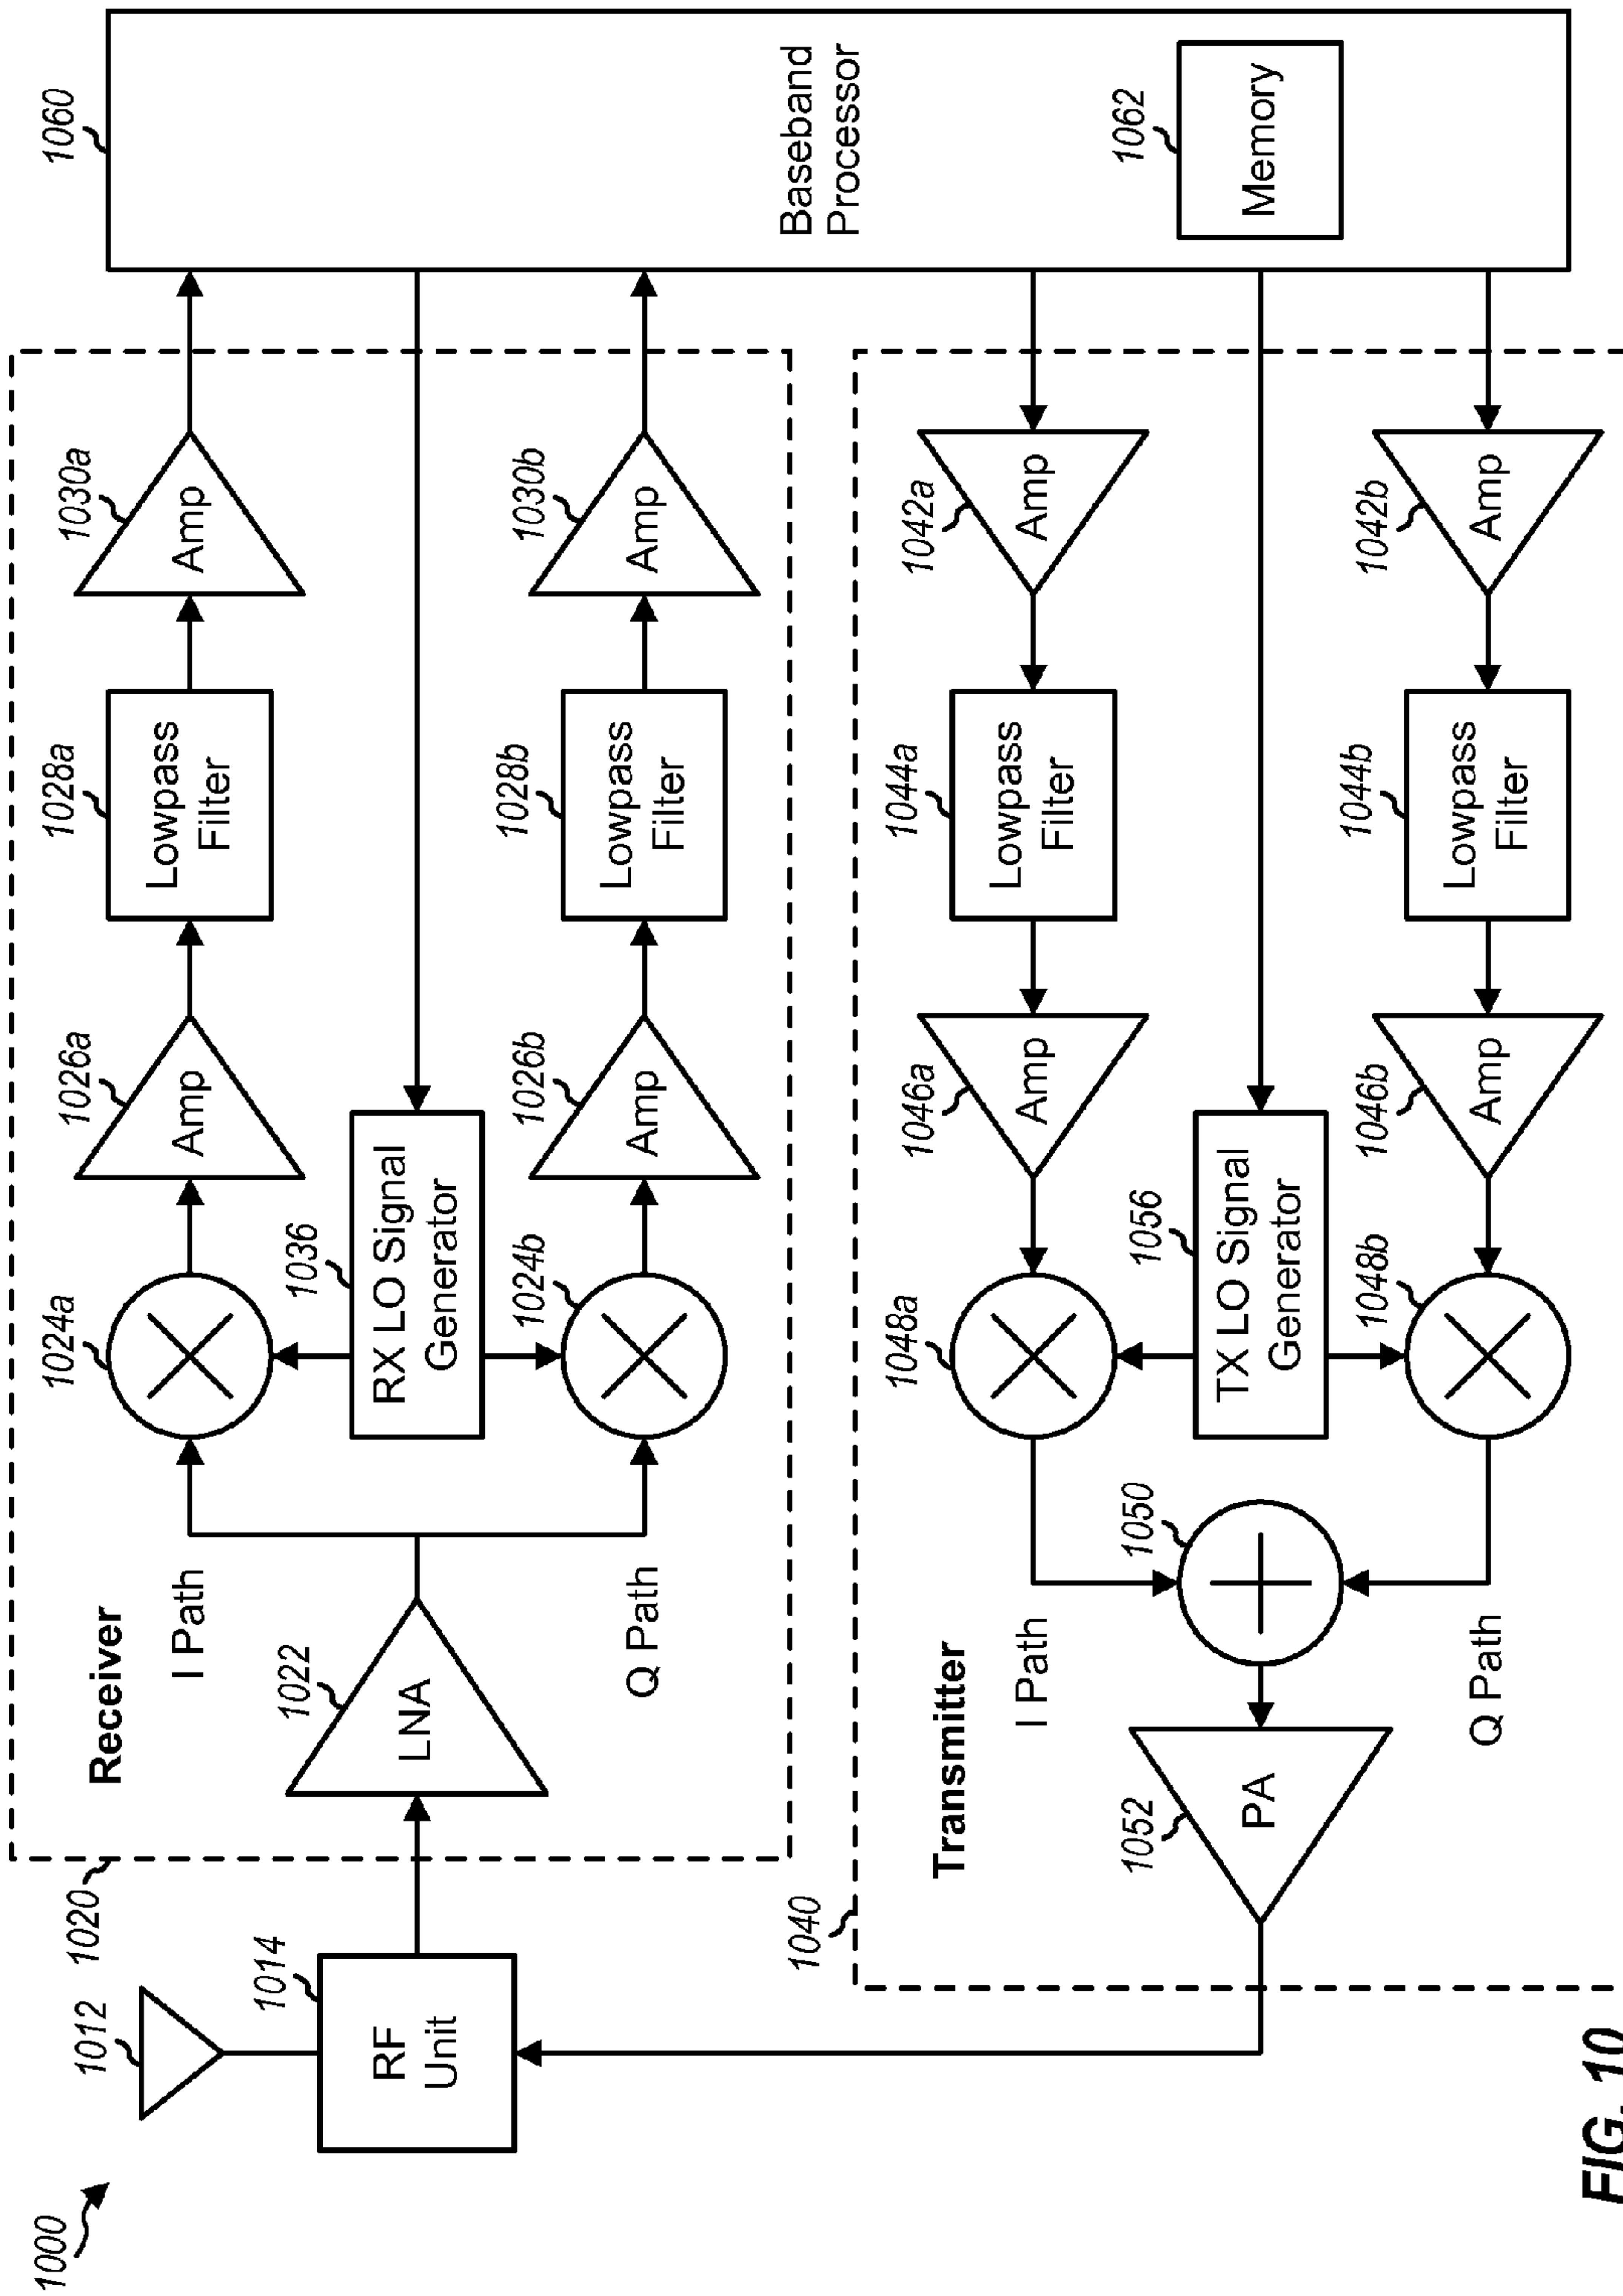 1000
1012
1014
RF
Unit
1020
Receiver
1022
LNA
I Path
Q Path
1024a
1036
RX LO Signal
Generator
1024b
1026a
Amp
1026b
Amp
1028a
Lowpass
Filter
1028b
Lowpass
Filter
1030a
Amp
1030b
Amp
1060
Baseband
Processor
1062
Memory
1040
Transmitter
1052
PA
I Path
Q Path
1050
1048a
1056
TX LO Signal
Generator
1048b
1046a
Amp
1046b
Amp
1044a
Lowpass
Filter
1044b
Lowpass
Filter
1042a
Amp
1042b
Amp
FIG. 10